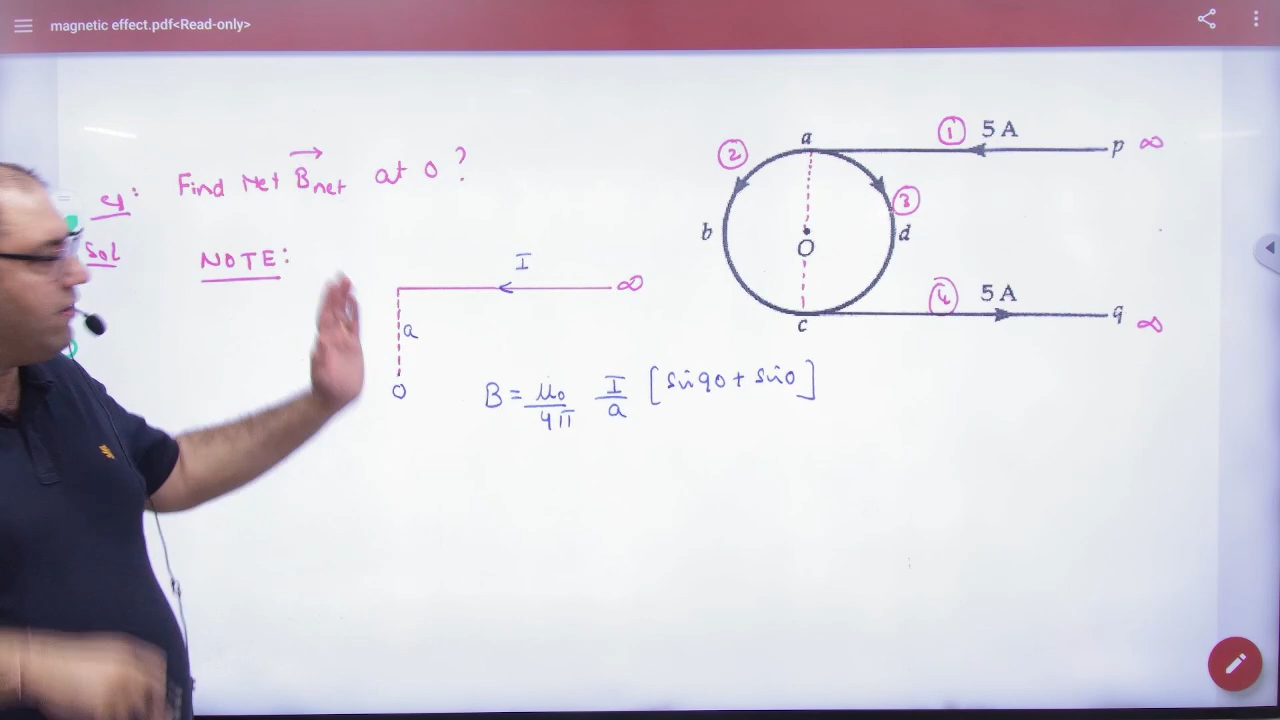 magnetic effect.pdf<Read-only>
eg: Find Net B net at O ?
Sol
NOTE:
I
∞
a
O
B = μ₀/4π I/a [sin90 + sin0]
a
① 5 A
p ∞
②
③
b
O
d
④ 5 A
c
q ∞